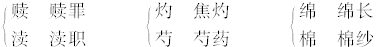 赎 赎罪 灼 焦灼 绵 绵长
渎 渎职 芍 芍药 棉 棉纱